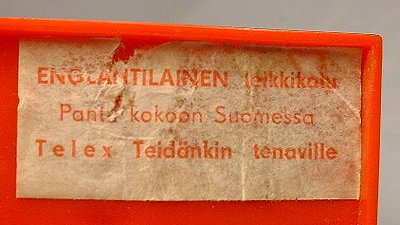 ENGLANTILAINEN leikkikalu
Pantu kokoon Suomessa
Telex Teidänkin tenaville